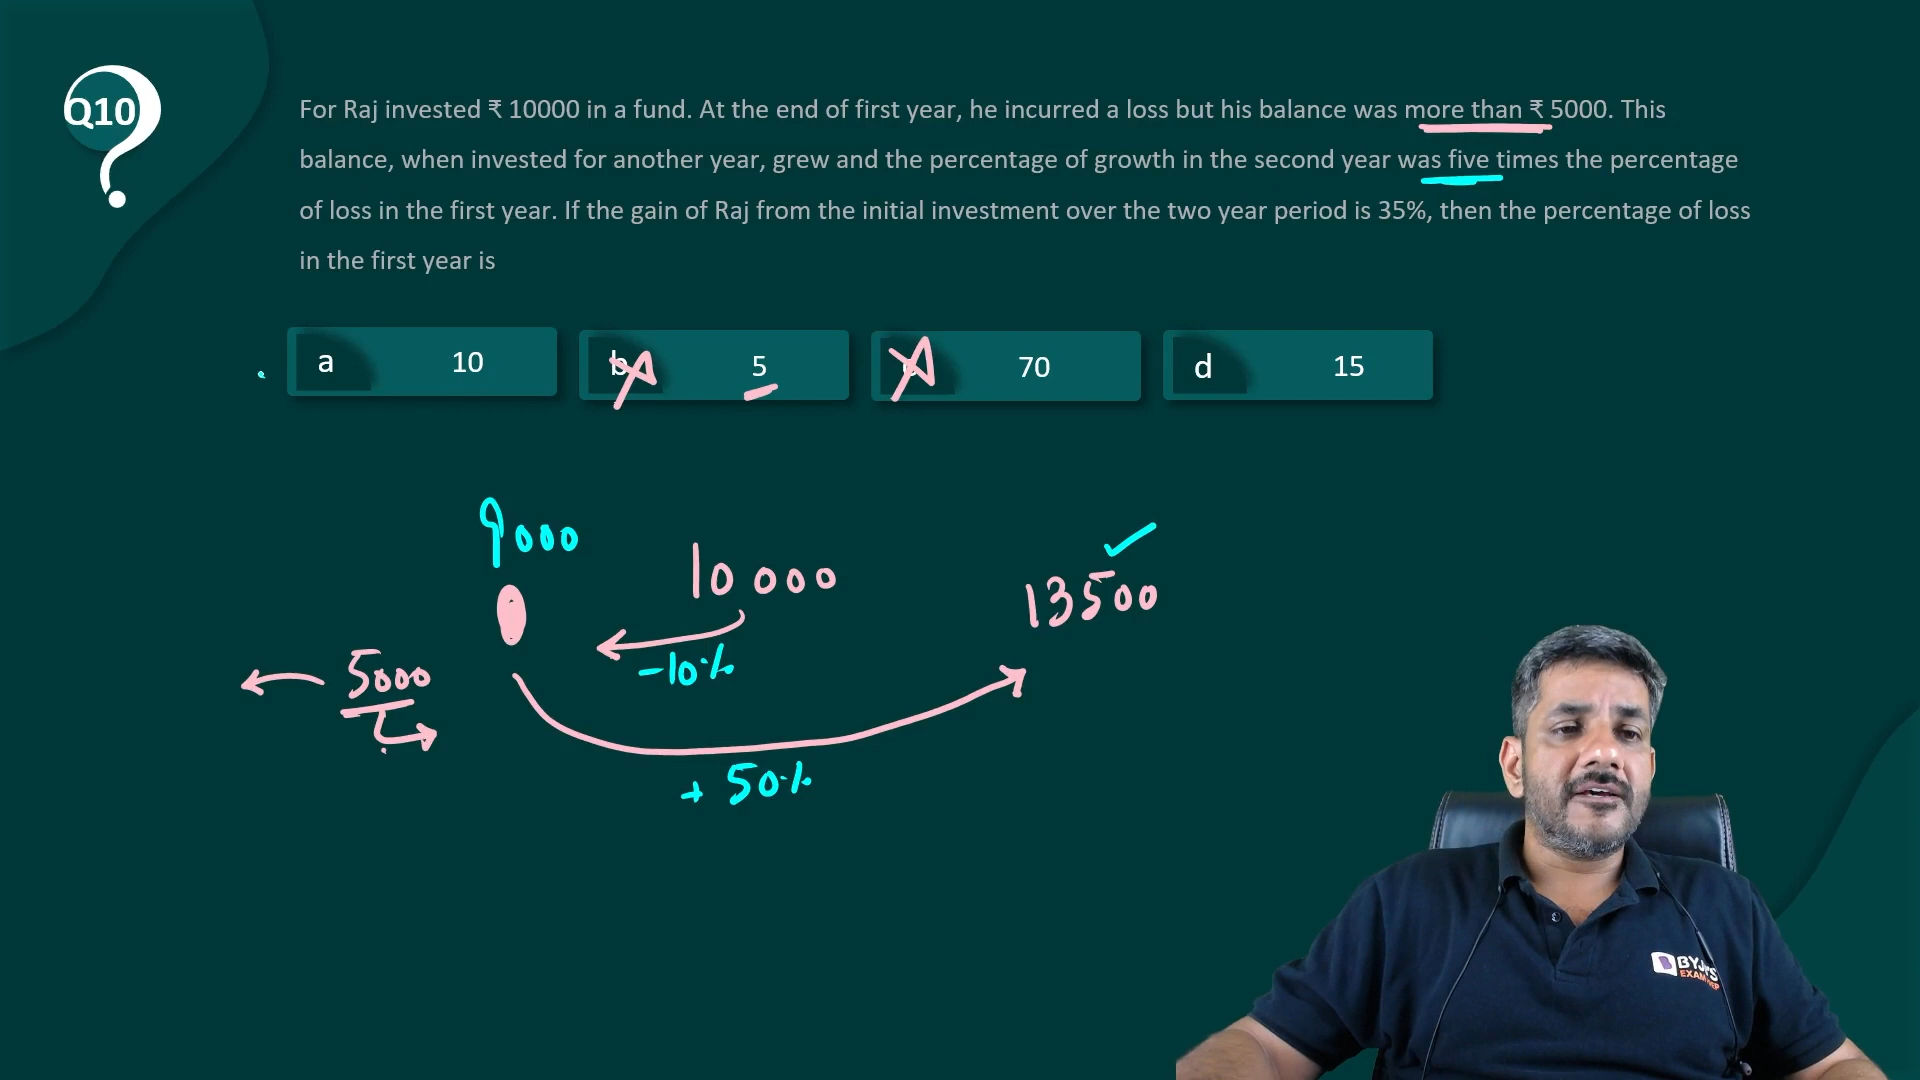 Q10
For Raj invested ₹ 10000 in a fund. At the end of first year, he incurred a loss but his balance was more than ₹ 5000. This
balance, when invested for another year, grew and the percentage of growth in the second year was five times the percentage
of loss in the first year. If the gain of Raj from the initial investment over the two year period is 35%, then the percentage of loss
in the first year is
a 10
b 5
c 70
d 15
9000
10000
13500
-10%
5000
+ 50%
BYJU'S
EXAM PREP